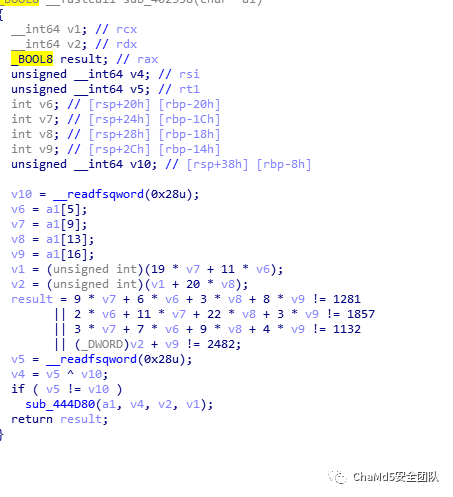 {
__int64 v1; // rcx
__int64 v2; // rdx
_BOOL8 result; // rax
unsigned __int64 v4; // rsi
unsigned __int64 v5; // rt1
int v6; // [rsp+20h] [rbp-20h]
int v7; // [rsp+24h] [rbp-1Ch]
int v8; // [rsp+28h] [rbp-18h]
int v9; // [rsp+2Ch] [rbp-14h]
unsigned __int64 v10; // [rsp+38h] [rbp-8h]
v10 = __readfsqword(0x28u);
v6 = a1[5];
v7 = a1[9];
v8 = a1[13];
v9 = a1[16];
v1 = (unsigned int)(19 * v7 + 11 * v6);
v2 = (unsigned int)(v1 + 20 * v8);
result = 9 * v7 + 6 * v6 + 3 * v8 + 8 * v9 != 1281
|| 2 * v6 + 11 * v7 + 22 * v8 + 3 * v9 != 1857
|| 3 * v7 + 7 * v6 + 9 * v8 + 4 * v9 != 1132
|| (_DWORD)v2 + v9 != 2482;
v5 = __readfsqword(0x28u);
v4 = v5 ^ v10;
if ( v5 != v10 )
sub_444D80(a1, v4, v2, v1);
return result;
}
ChaMd5安全团队